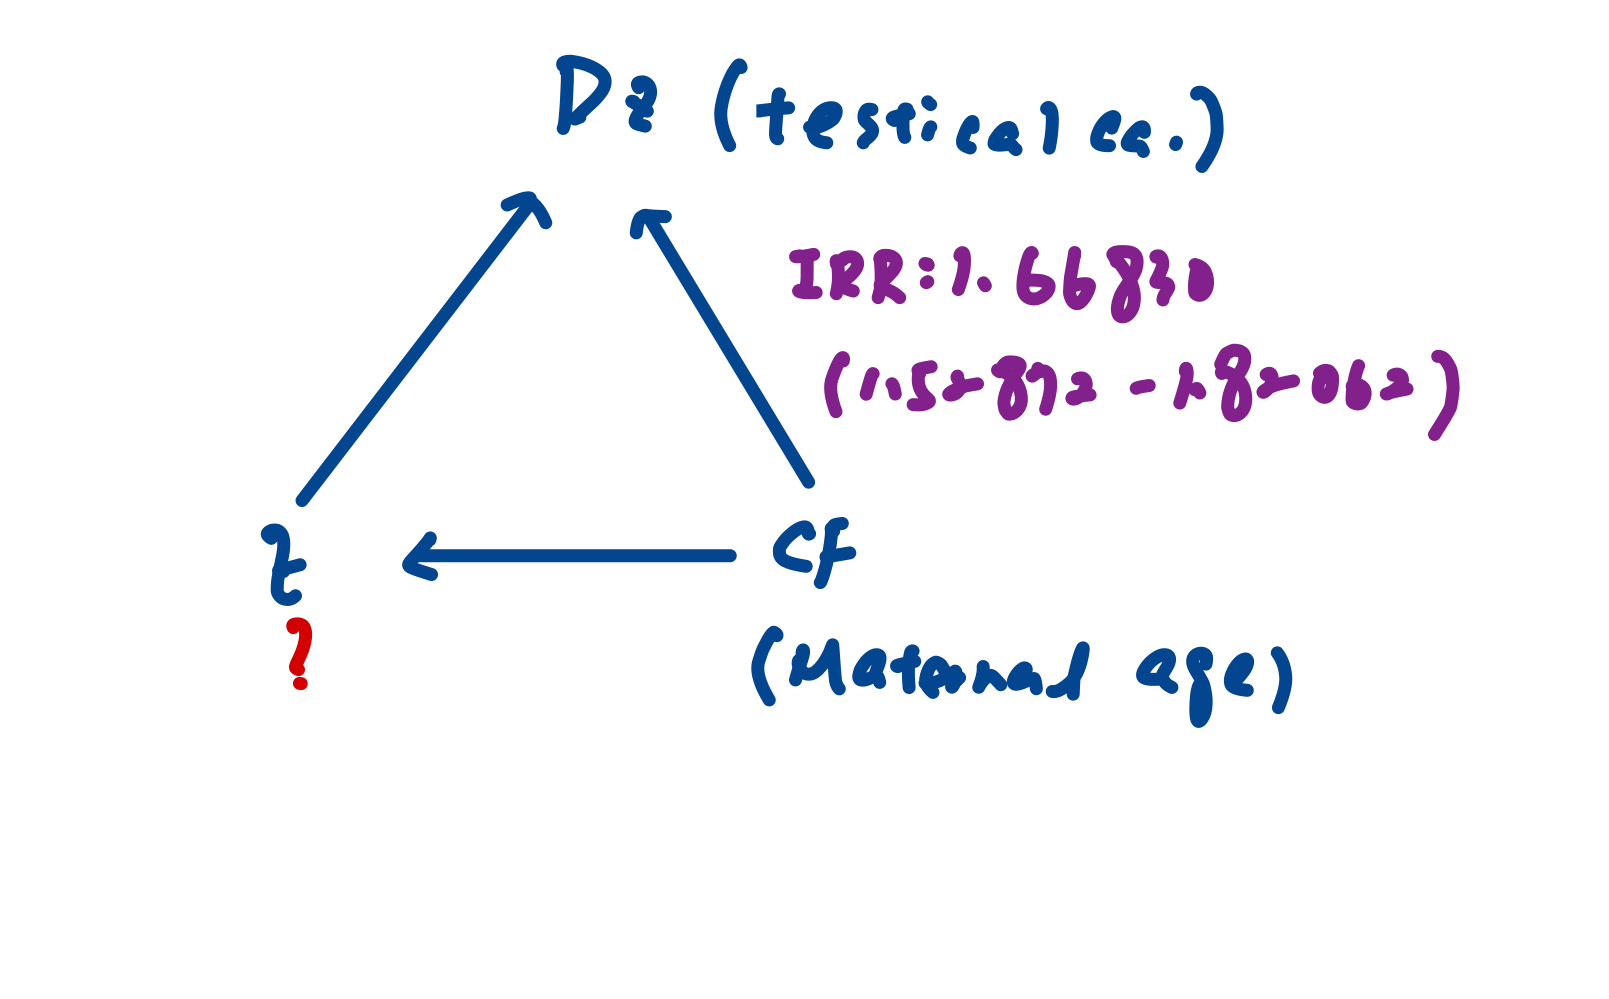 Dz (testical ca.)
IRR: 1.66830
(1.52872 - 1.82062)
E
CF
?
(Maternal age)